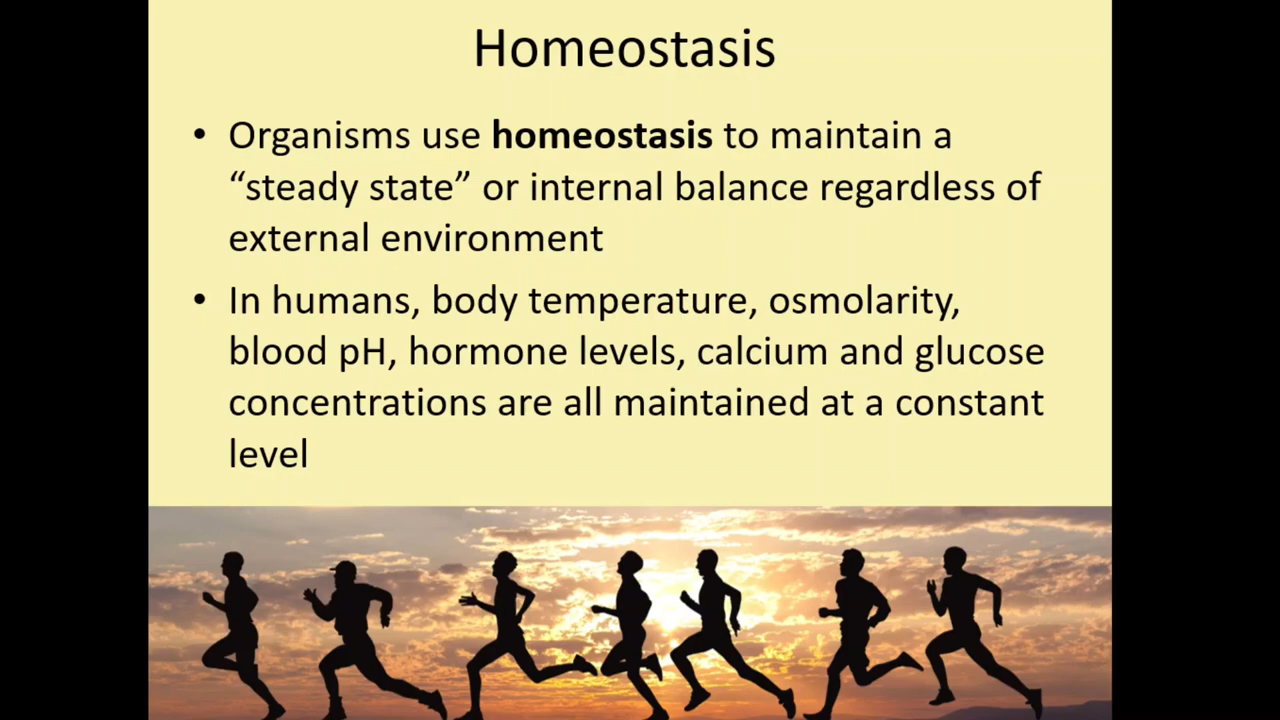 Homeostasis
• Organisms use homeostasis to maintain a
“steady state” or internal balance regardless of
external environment
• In humans, body temperature, osmolarity,
blood pH, hormone levels, calcium and glucose
concentrations are all maintained at a constant
level